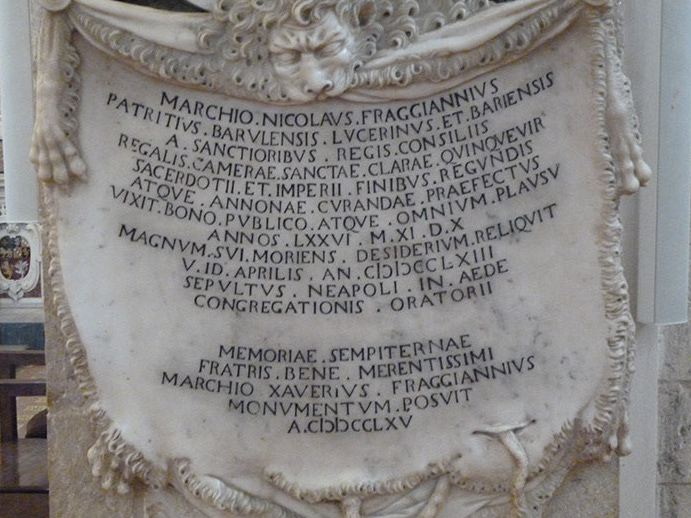 MARCHIO.NICOLAVS.FRAGGIANNIVS
PATRITIVS.BARVLENSIS.LVCERINVS.ET.BARIENSIS
A.SANCTIORIBVS.REGIS.CONSILIIS
REGALIS.CAMERAE.SANCTAE.CLARAE.QVINQVEVIR
SACERDOTII.ET.IMPERII.FINIBVS.REGVNDIS
ATQVE.ANNONAE.CVRANDAE.PRAEFECTVS
VIXIT.BONO.PVBLICO.ATQVE.OMNIVM.PLAVSV
ANNOS.LXXVI.M.XI.D.X
MAGNVM.SVI.MORIENS.DESIDERIVM.RELIQVIT
V.ID.APRILIS.AN.CIƆIƆCCLXIII
SEPVLTVS.NEAPOLI.IN.AEDE
CONGREGATIONIS.ORATORII
MEMORIAE.SEMPITERNAE
FRATRIS.BENE.MERENTISSIMI
MARCHIO XAVERIVS.FRAGGIANNIVS
MONVMENTVM.POSVIT
A.CIƆIƆCCLXV